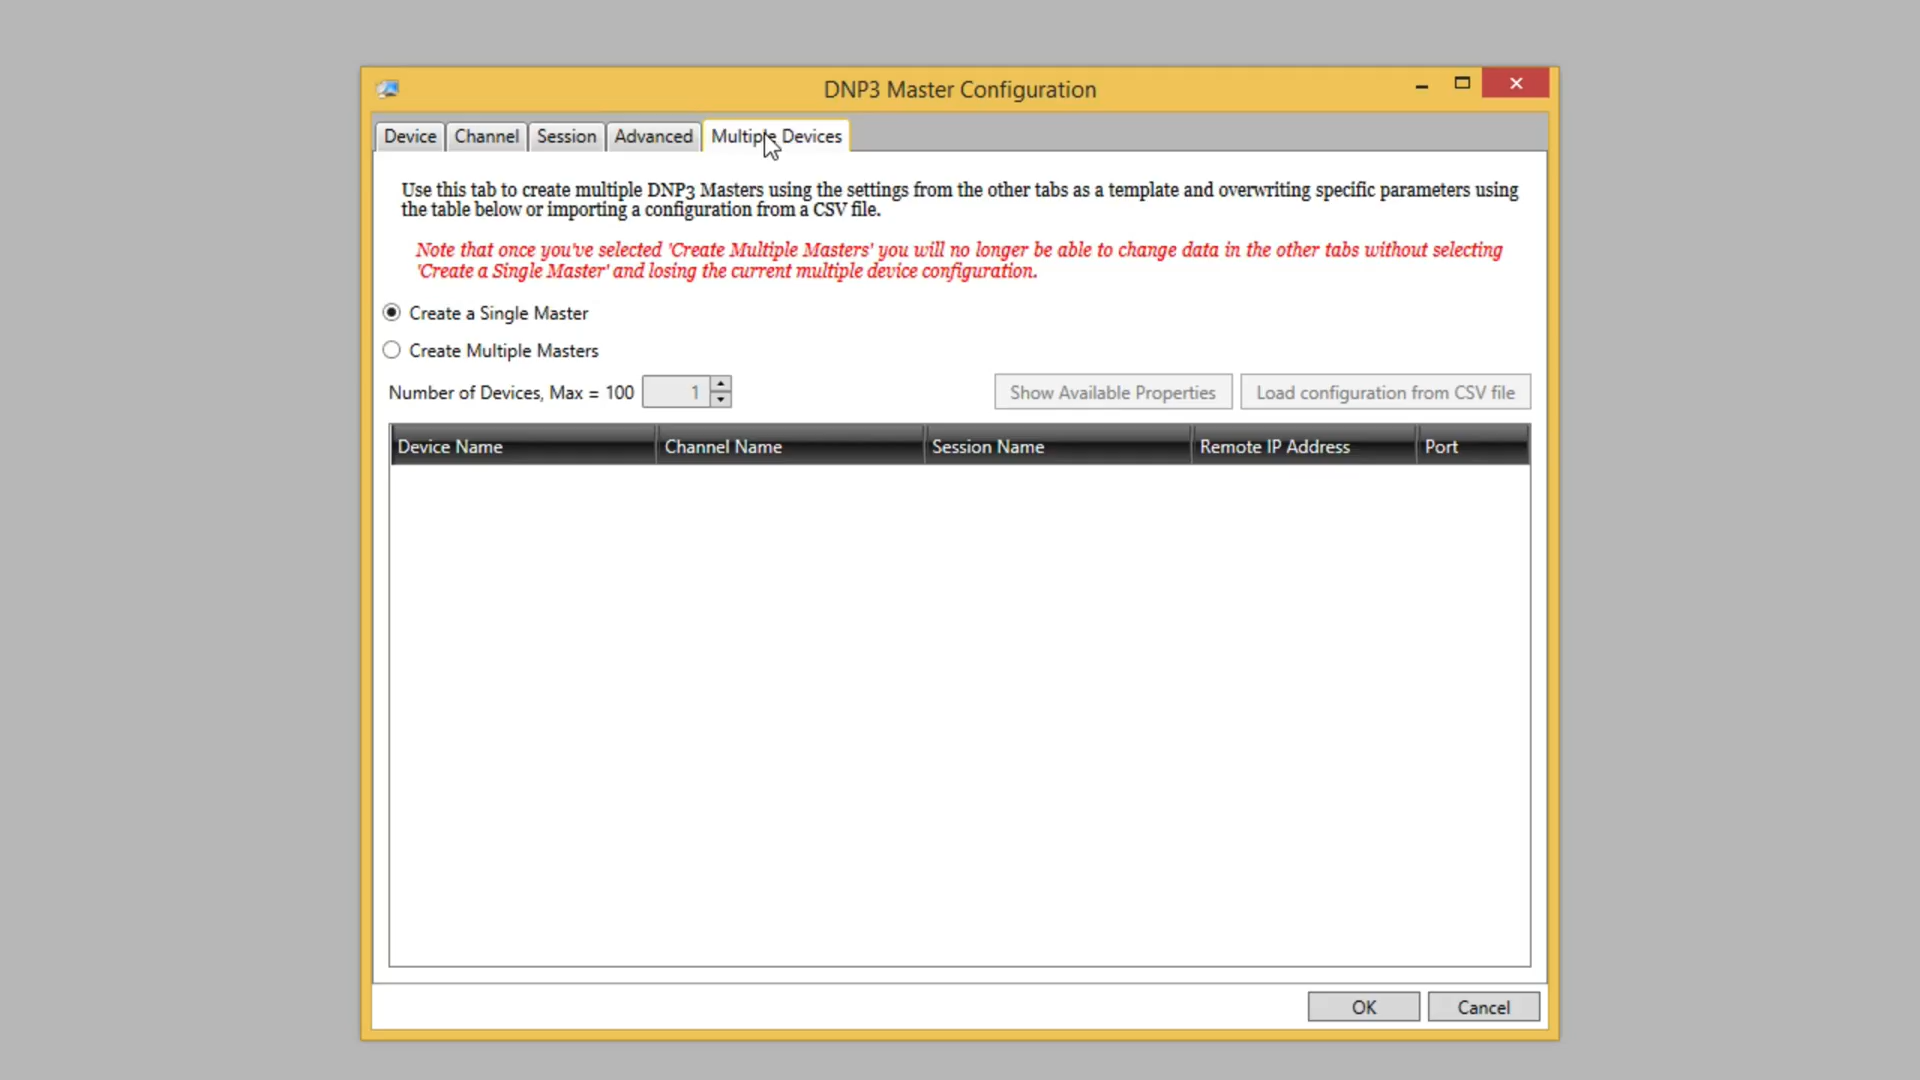 DNP3 Master Configuration
Device Channel Session Advanced Multiple Devices
Use this tab to create multiple DNP3 Masters using the settings from the other tabs as a template and overwriting specific parameters using
the table below or importing a configuration from a CSV file.
Note that once you've selected 'Create Multiple Masters' you will no longer be able to change data in the other tabs without selecting
'Create a Single Master' and losing the current multiple device configuration.
Create a Single Master
Create Multiple Masters
Number of Devices, Max = 100 1 Show Available Properties Load configuration from CSV file
Device Name Channel Name Session Name Remote IP Address Port
OK Cancel